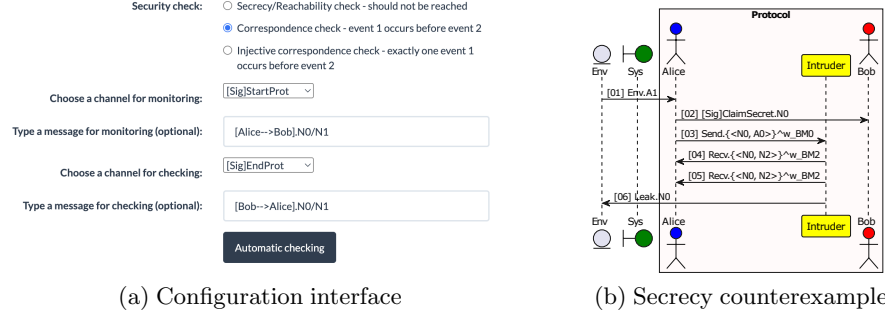 Security check:
Secrecy/Reachability check - should not be reached
Correspondence check - event 1 occurs before event 2
Injective correspondence check - exactly one event 1
occurs before event 2
Choose a channel for monitoring:
[Sig]StartProt
Type a message for monitoring (optional):
[Alice-->Bob].N0/N1
Choose a channel for checking:
[Sig]EndProt
Type a message for checking (optional):
[Bob-->Alice].N0/N1
Automatic checking
(a) Configuration interface
Protocol
Env
Sys
Alice
Intruder
Bob
[01] Env.A1
[02] [Sig]ClaimSecret.N0
[03] Send.{<N0, A0>}^w_BM0
[04] Recv.{<N0, N2>}^w_BM2
[05] Recv.{<N0, N2>}^w_BM2
[06] Leak.N0
Env
Sys
Alice
Intruder
Bob
(b) Secrecy counterexample